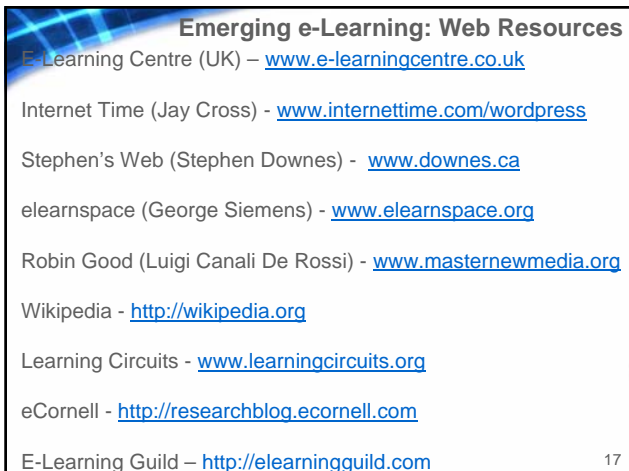 Emerging e-Learning: Web Resources
E-Learning Centre (UK) – www.e-learningcentre.co.uk
Internet Time (Jay Cross) - www.internettime.com/wordpress
Stephen's Web (Stephen Downes) - www.downes.ca
elearnspace (George Siemens) - www.elearnspace.org
Robin Good (Luigi Canali De Rossi) - www.masternewmedia.org
Wikipedia - http://wikipedia.org
Learning Circuits - www.learningcircuits.org
eCornell - http://researchblog.ecornell.com
E-Learning Guild – http://elearningguild.com
17